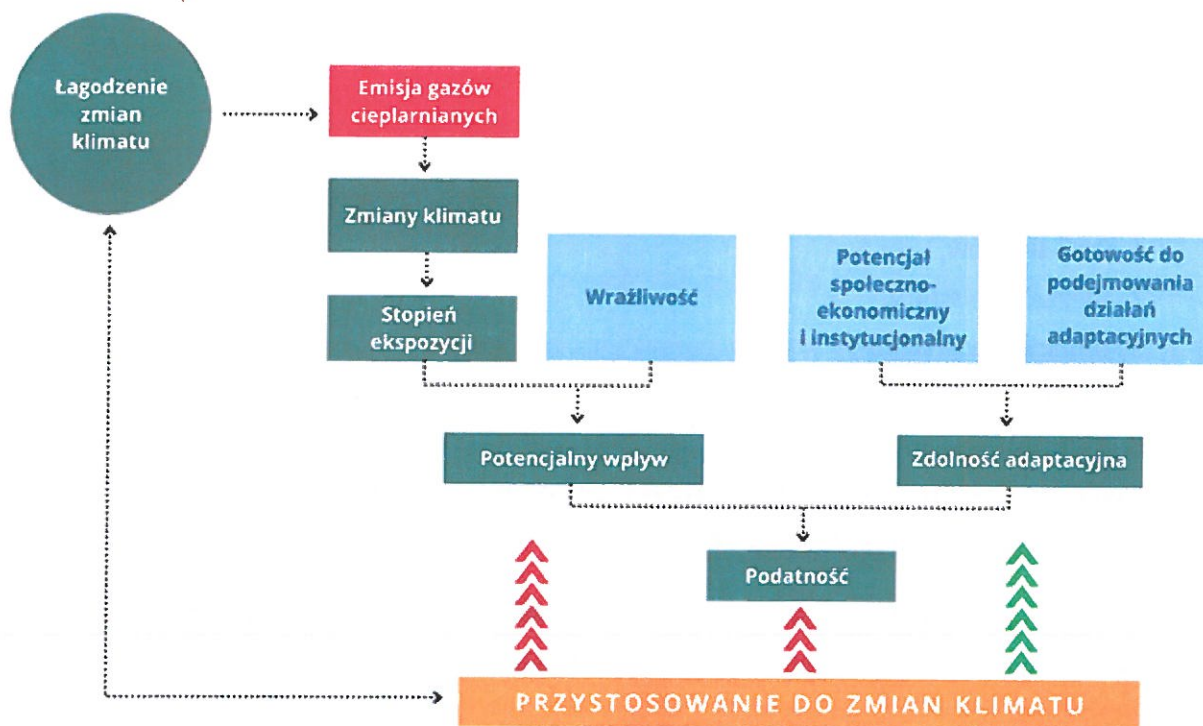 Łagodzenie
zmian
klimatu
Emisja gazów
cieplarnianych
Zmiany klimatu
Stopień
ekspozycji
Wrażliwość
Potencjał
społeczno-
ekonomiczny
i instytucjonalny
Gotowość do
podejmowania
działań
adaptacyjnych
Potencjalny wpływ
Zdolność adaptacyjna
Podatność
PRZYSTOSOWANIE DO ZMIAN KLIMATU